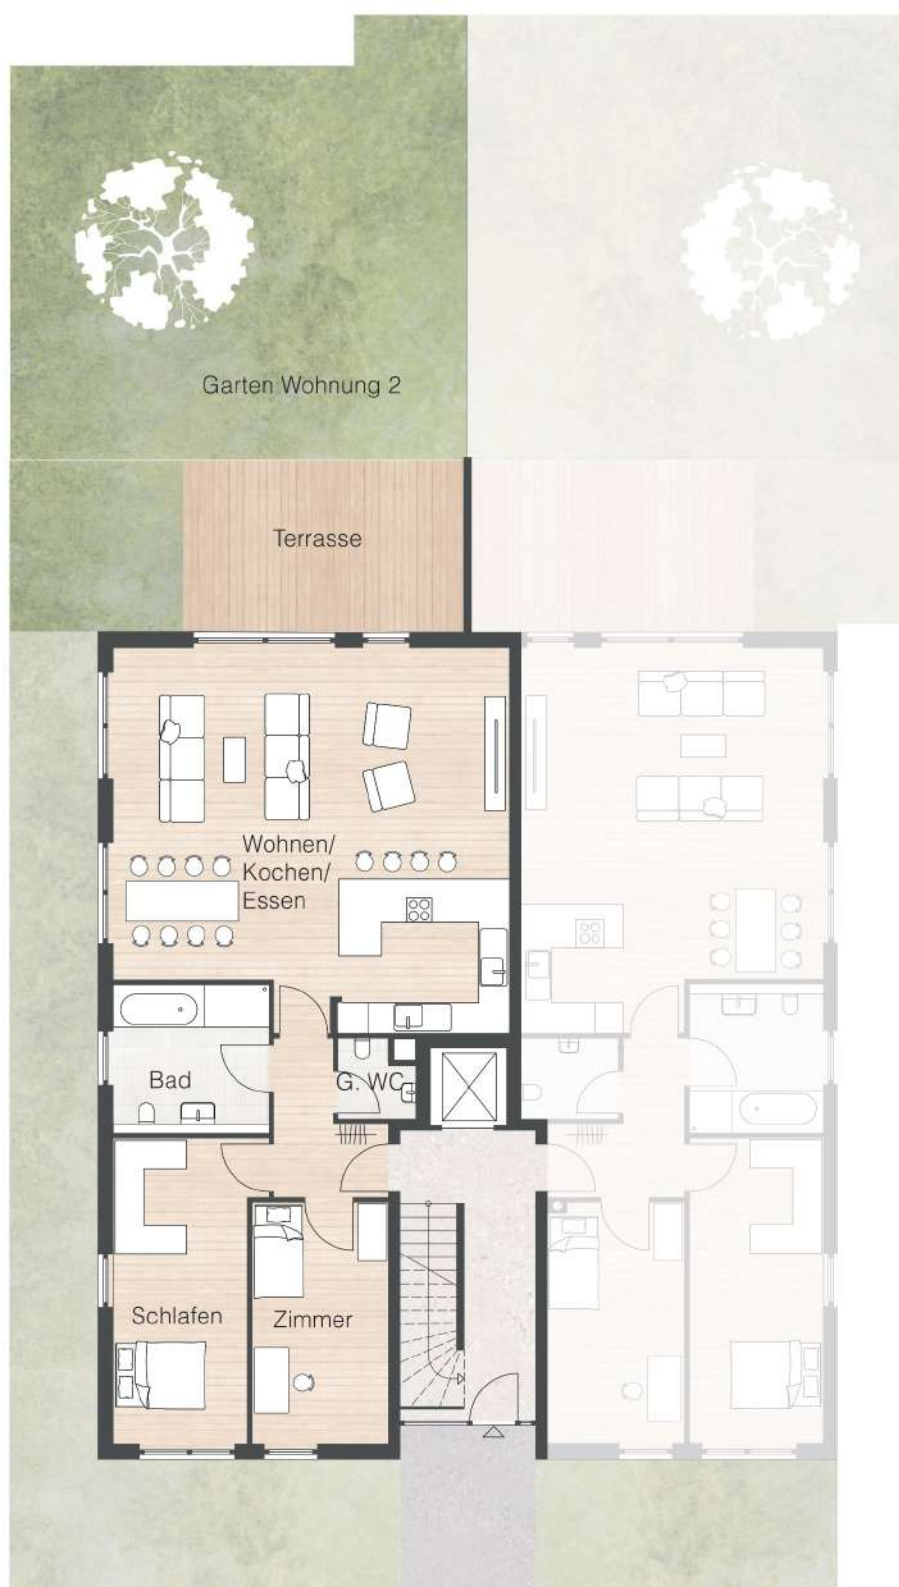 Garten Wohnung 2
Terrasse
Wohnen/
Kochen/
Essen
Bad
G. WC
Schlafen
Zimmer